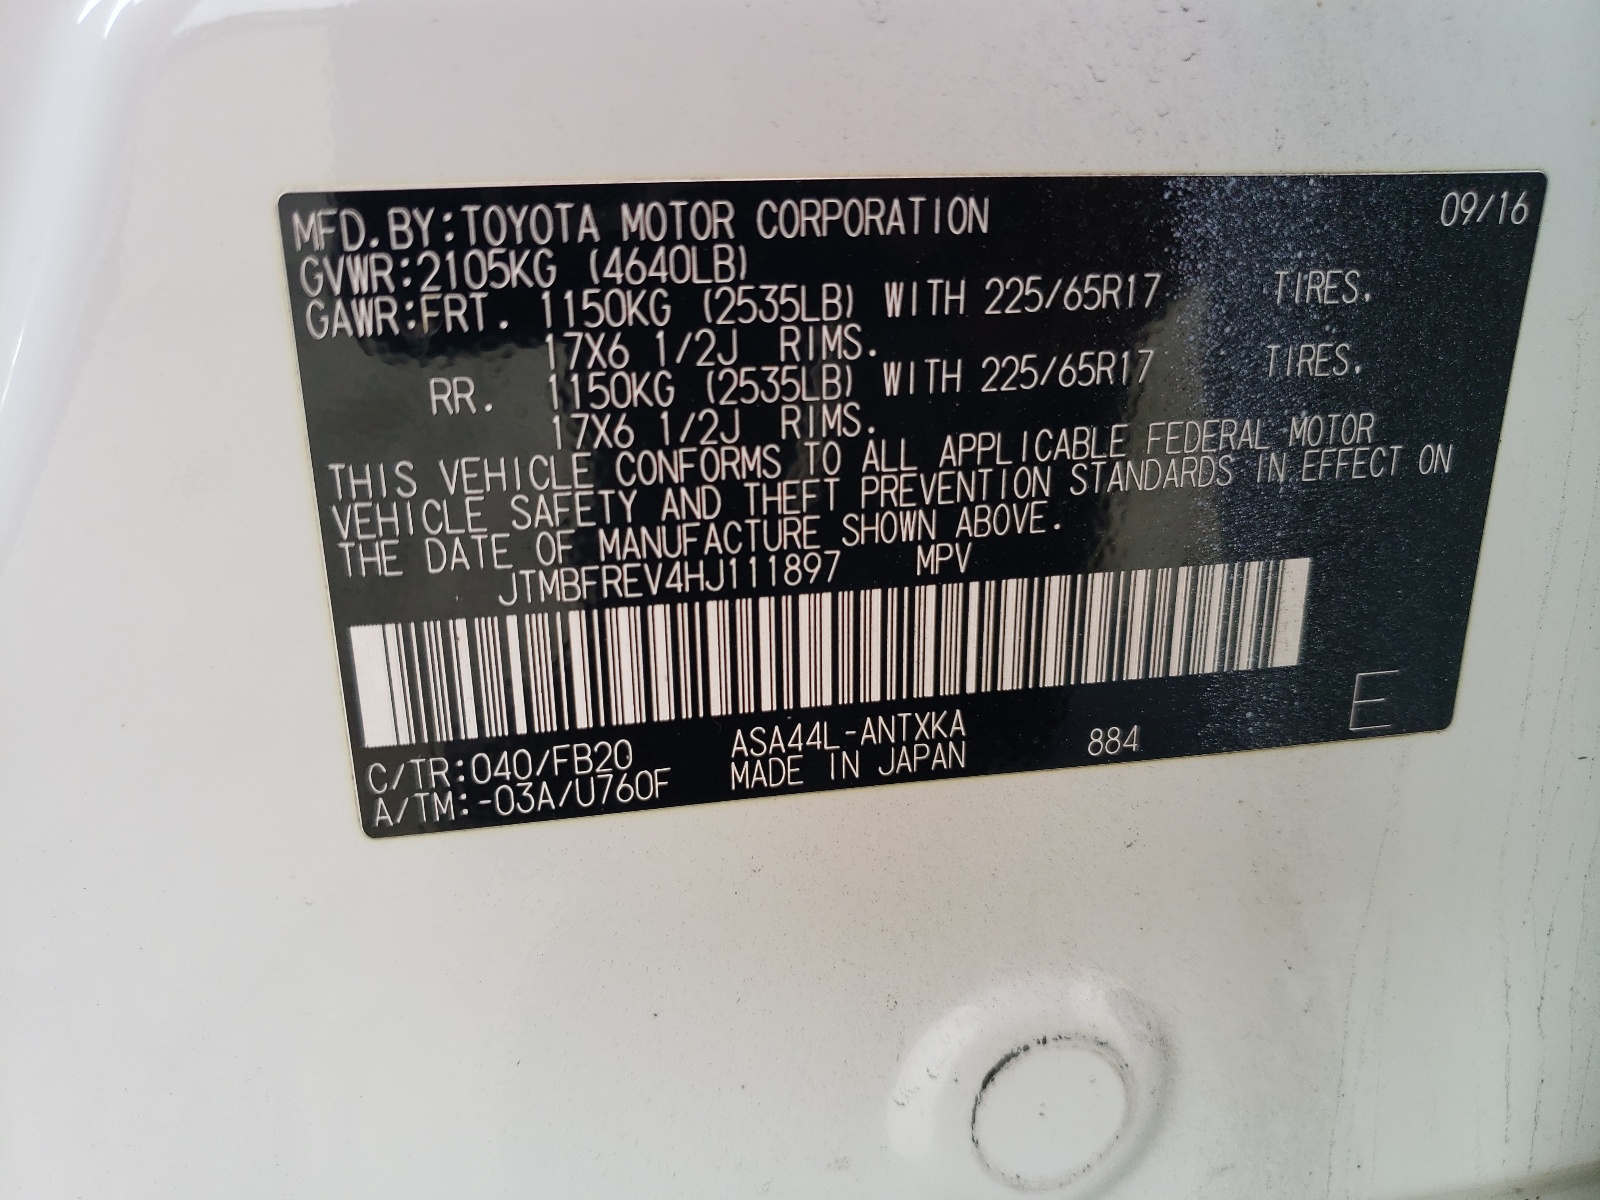 MFD.BY:TOYOTA MOTOR CORPORATION 09/16
GVWR:2105KG (4640LB)
GAWR:FRT. 1150KG (2535LB) WITH 225/65R17 TIRES.
17X6 1/2J RIMS.
RR. 1150KG (2535LB) WITH 225/65R17 TIRES.
17X6 1/2J RIMS.
THIS VEHICLE CONFORMS TO ALL APPLICABLE FEDERAL MOTOR
VEHICLE SAFETY AND THEFT PREVENTION STANDARDS IN EFFECT ON
THE DATE OF MANUFACTURE SHOWN ABOVE.
JTMBFREV4HJ111897 MPV
C/TR:040/FB20 ASA44L-ANTXKA 884 E
A/TM:-03A/U760F MADE IN JAPAN